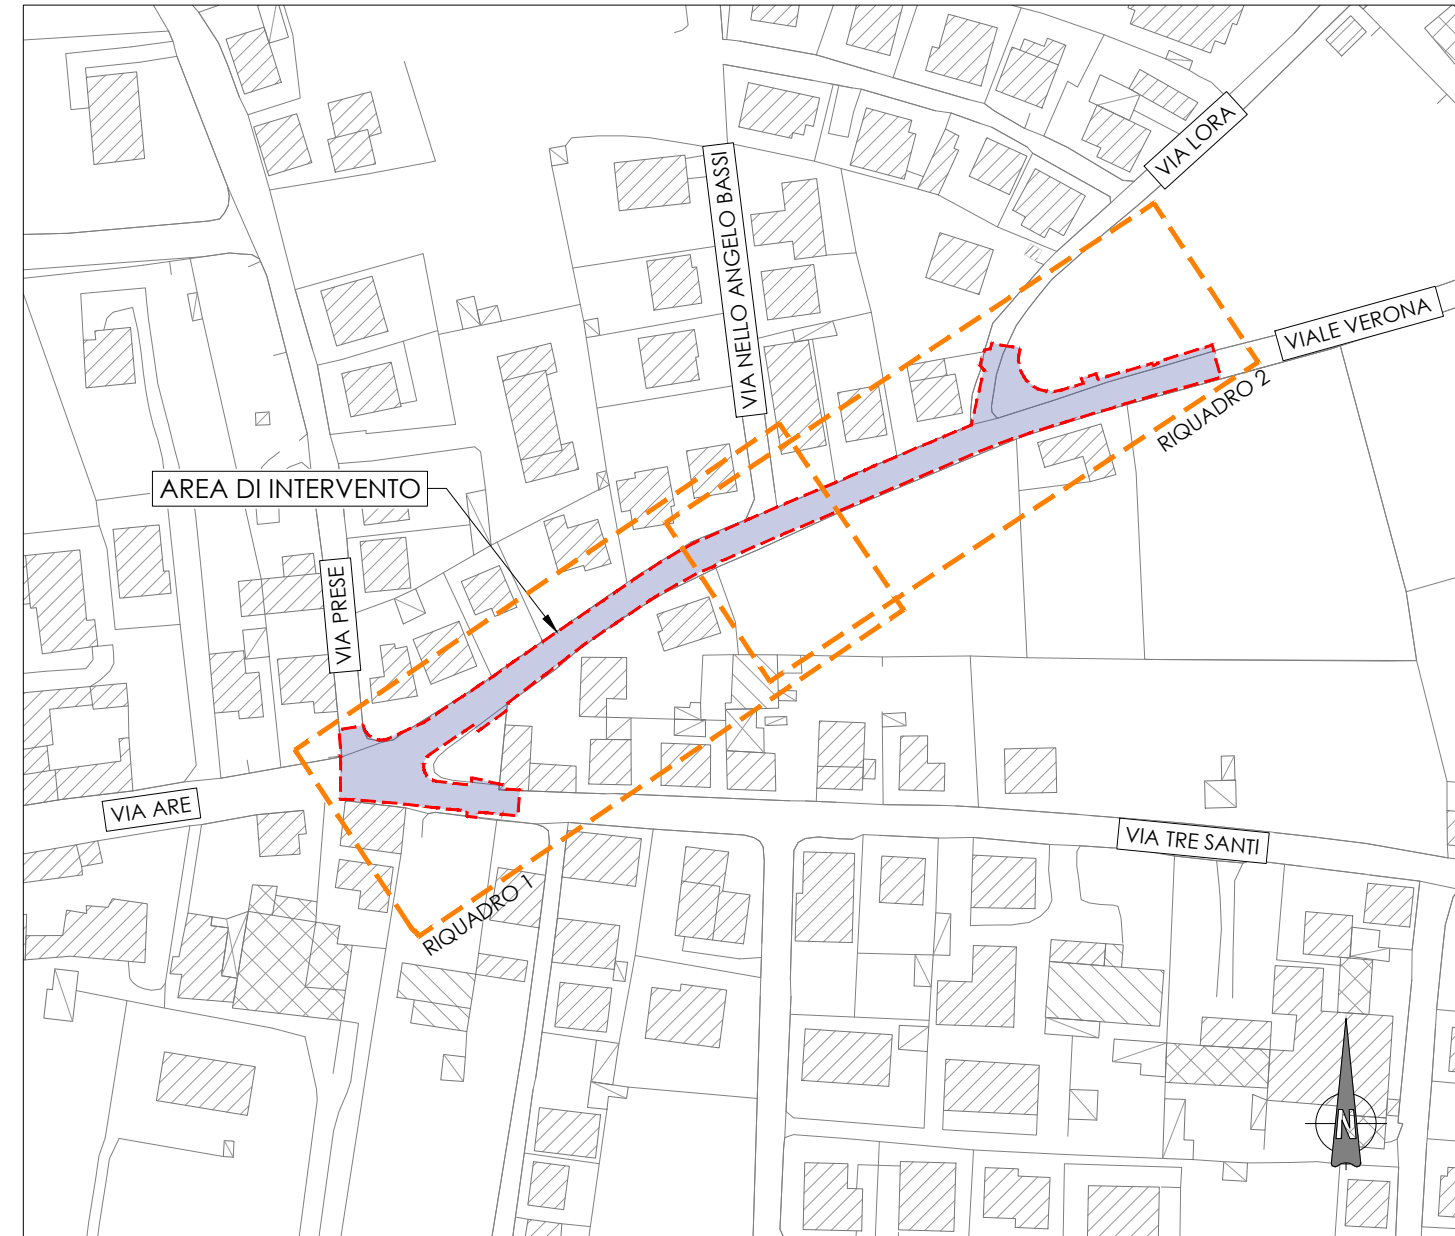 VIA LORA
VIA NELLO ANGELO BASSI
VIALE VERONA
RIQUADRO 2
AREA DI INTERVENTO
VIA PRESE
VIA ARE
VIA TRE SANTI
RIQUADRO 1
N